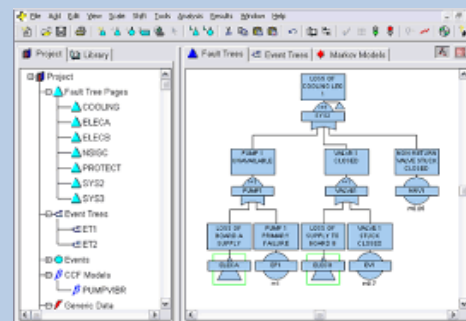 File Add Edit View Scale Shift Tools Analysis Results Window Help
Project Library
Fault Trees Event Trees Markov Models
Project
Fault Tree Pages
COOLING
ELECA
ELECB
NSIGC
PROTECT
SYS2
SYS3
Event Trees
ET1
ET2
Events
CCF Models
PUMPVIBR
Generic Data
LOSS OF
COOLING LEG
1
SYS2
PUMP 1
UNAVAILABLE
VALVE 1
CLOSED
NON RETURN
VALVE STUCK
CLOSED
PUMP1
VALVE1
NRV1
LOSS OF
BOARD A
SUPPLY
PUMP 1
PRIMARY
FAILURE
LOSS OF
SUPPLY TO
BOARD B
VALVE 1
STUCK
CLOSED
ELECA
EP1
ELECB
EV1